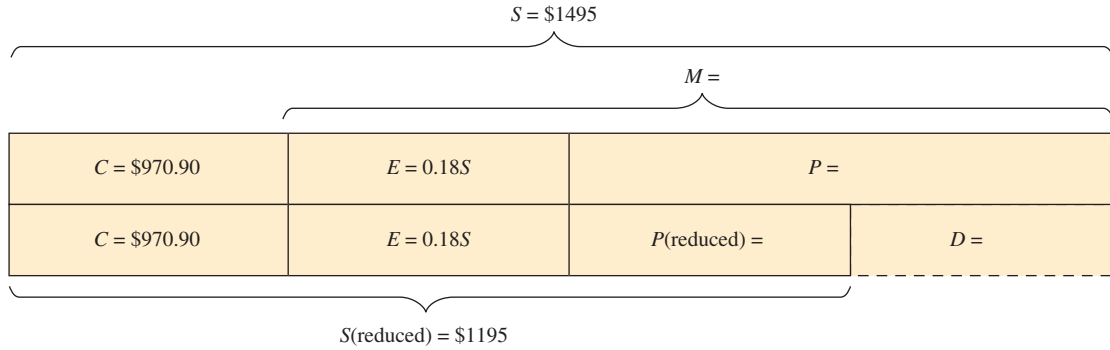 S = $1495
M =
C = $970.90
E = 0.18S
P =
C = $970.90
E = 0.18S
P(reduced) =
D =
S(reduced) = $1195